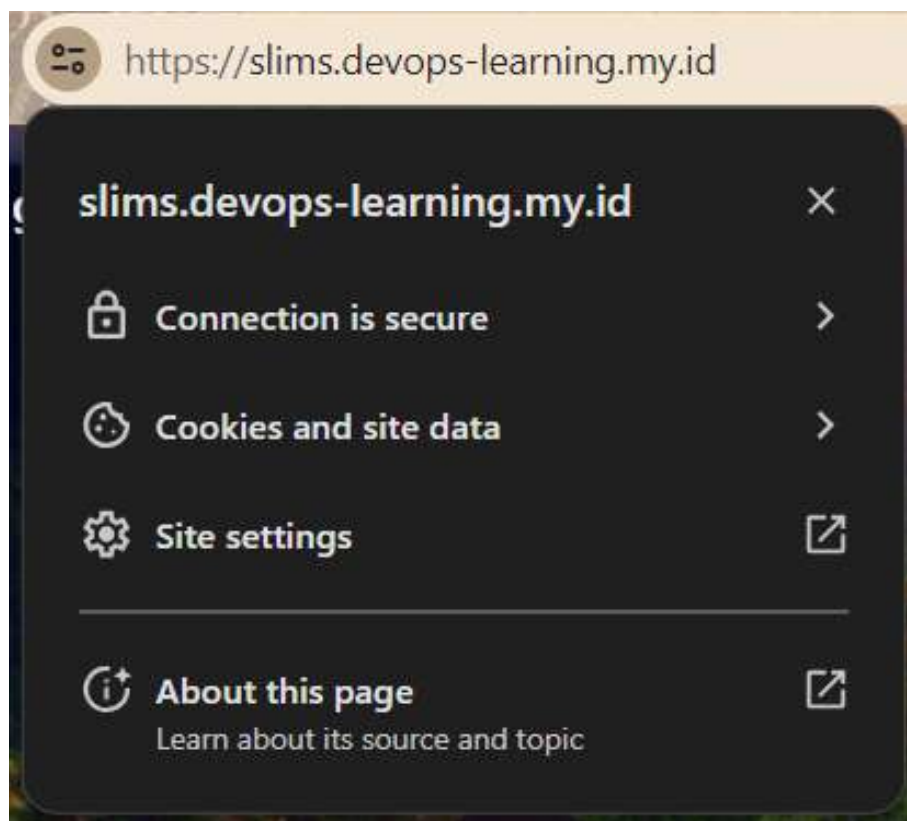 https://slims.devops-learning.my.id
slims.devops-learning.my.id
Connection is secure
Cookies and site data
Site settings
About this page
Learn about its source and topic